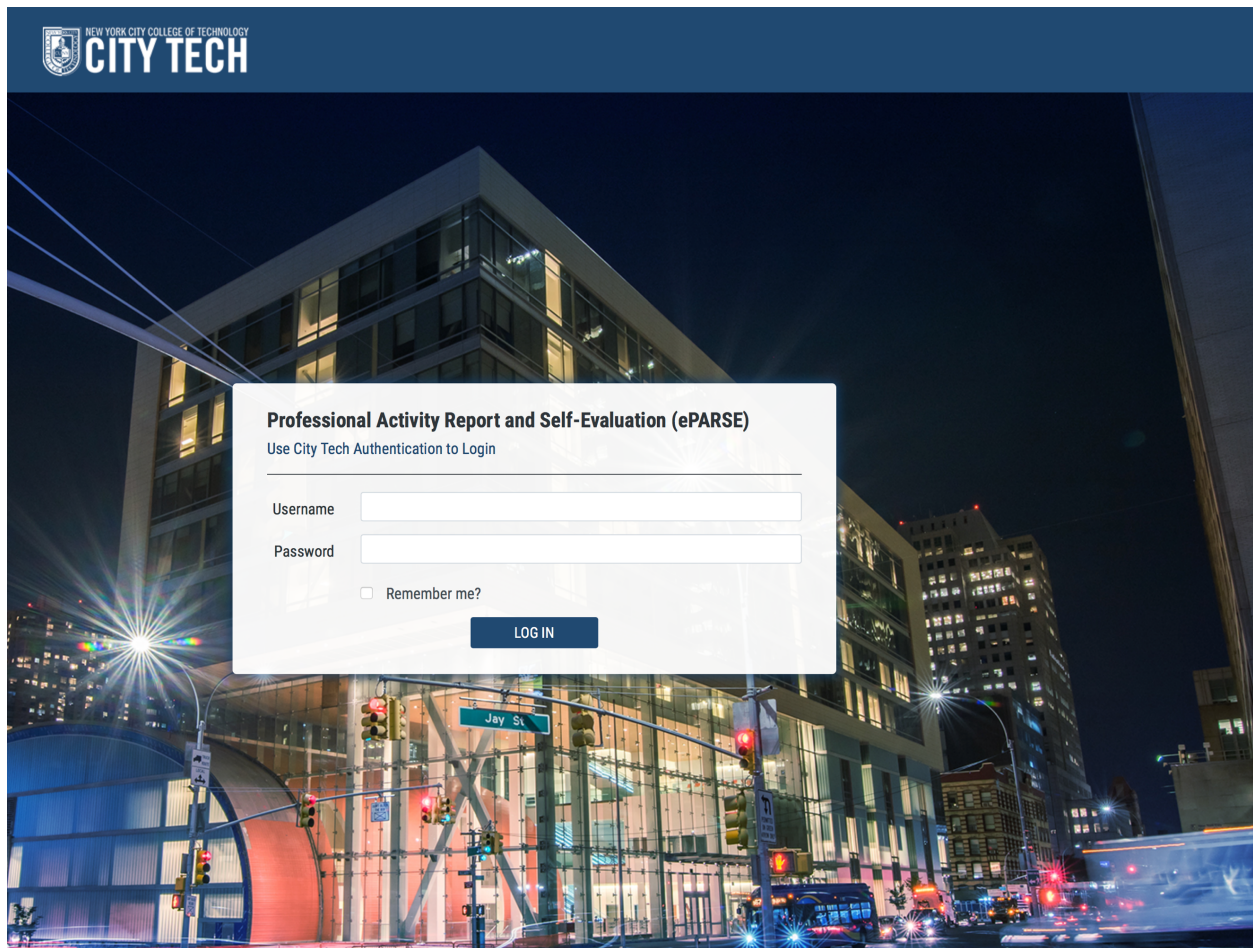 NEW YORK CITY COLLEGE OF TECHNOLOGY
CITY TECH
Professional Activity Report and Self-Evaluation (ePARSE)
Use City Tech Authentication to Login
Username
Password
Remember me?
LOG IN
Jay St